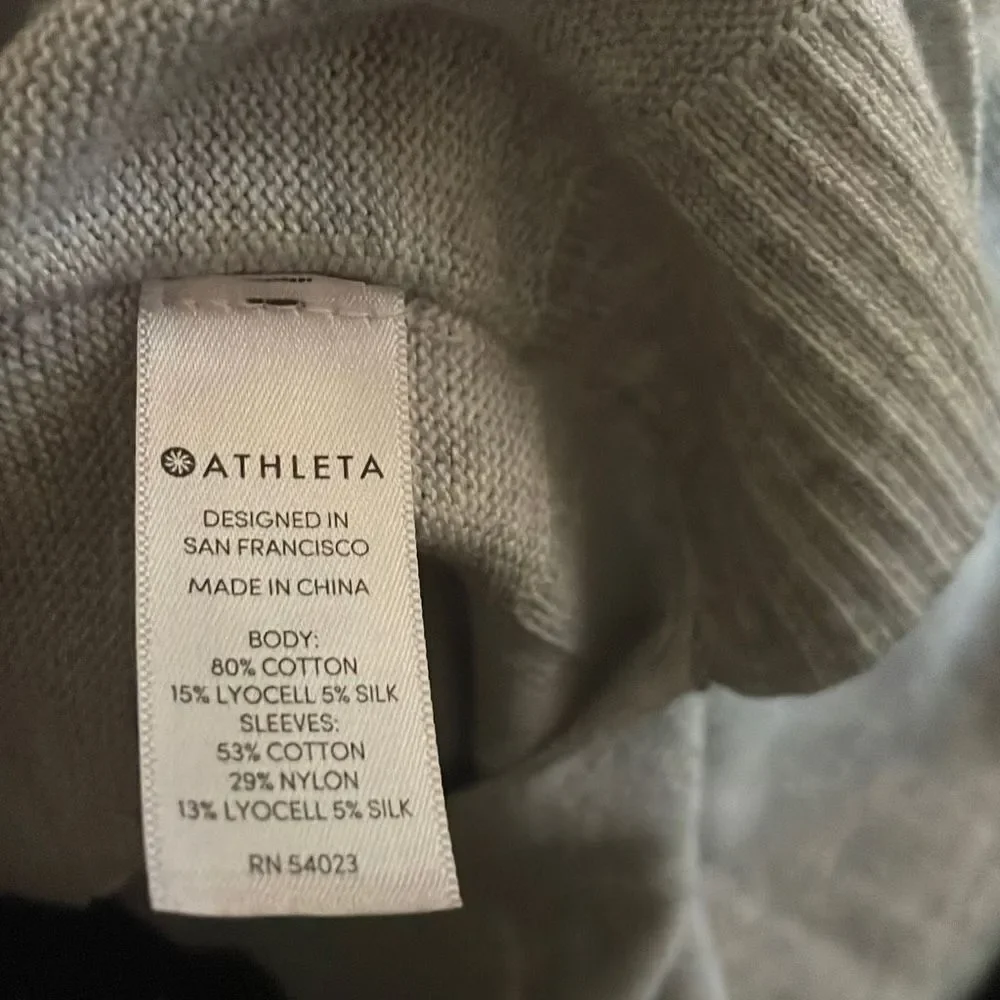 ATHLETA
DESIGNED IN
SAN FRANCISCO
MADE IN CHINA
BODY:
80% COTTON
15% LYOCELL 5% SILK
SLEEVES:
53% COTTON
29% NYLON
13% LYOCELL 5% SILK
RN 54023